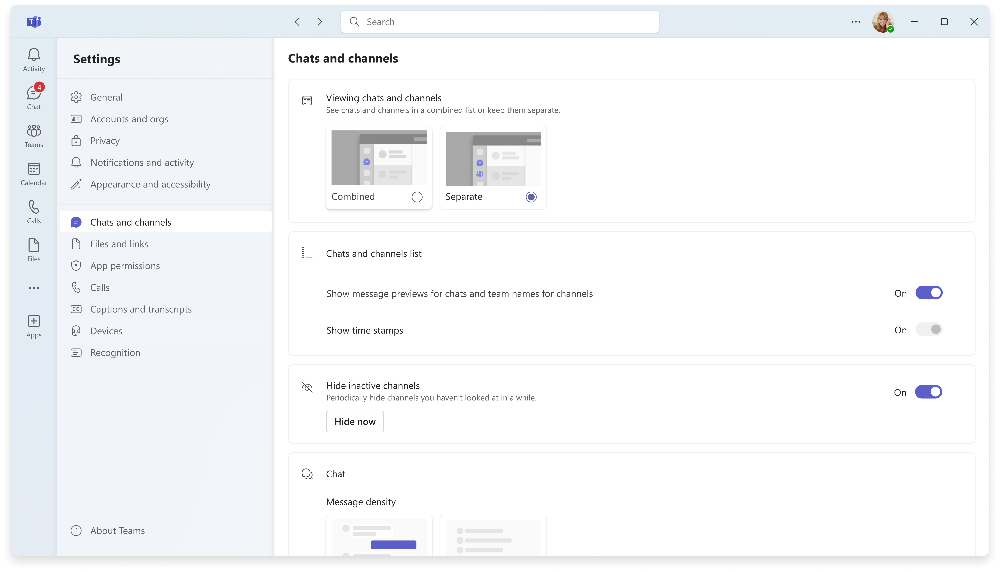 Search
Activity
4
Chat
Teams
Calendar
Calls
Files
Apps
Settings
General
Accounts and orgs
Privacy
Notifications and activity
Appearance and accessibility
Chats and channels
Files and links
App permissions
Calls
CC
Captions and transcripts
Devices
Recognition
About Teams
Chats and channels
Viewing chats and channels
See chats and channels in a combined list or keep them separate.
Combined
Separate
Chats and channels list
Show message previews for chats and team names for channels
On
Show time stamps
On
Hide inactive channels
Periodically hide channels you haven’t looked at in a while.
On
Hide now
Chat
Message density